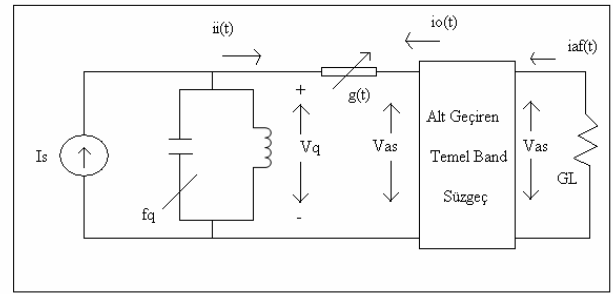 ii(t)
io(t)
iaf(t)
g(t)
+
Is
Vq
Vas
Alt Geçiren
Temel Band
Süzgeç
Vas
GL
fq
-